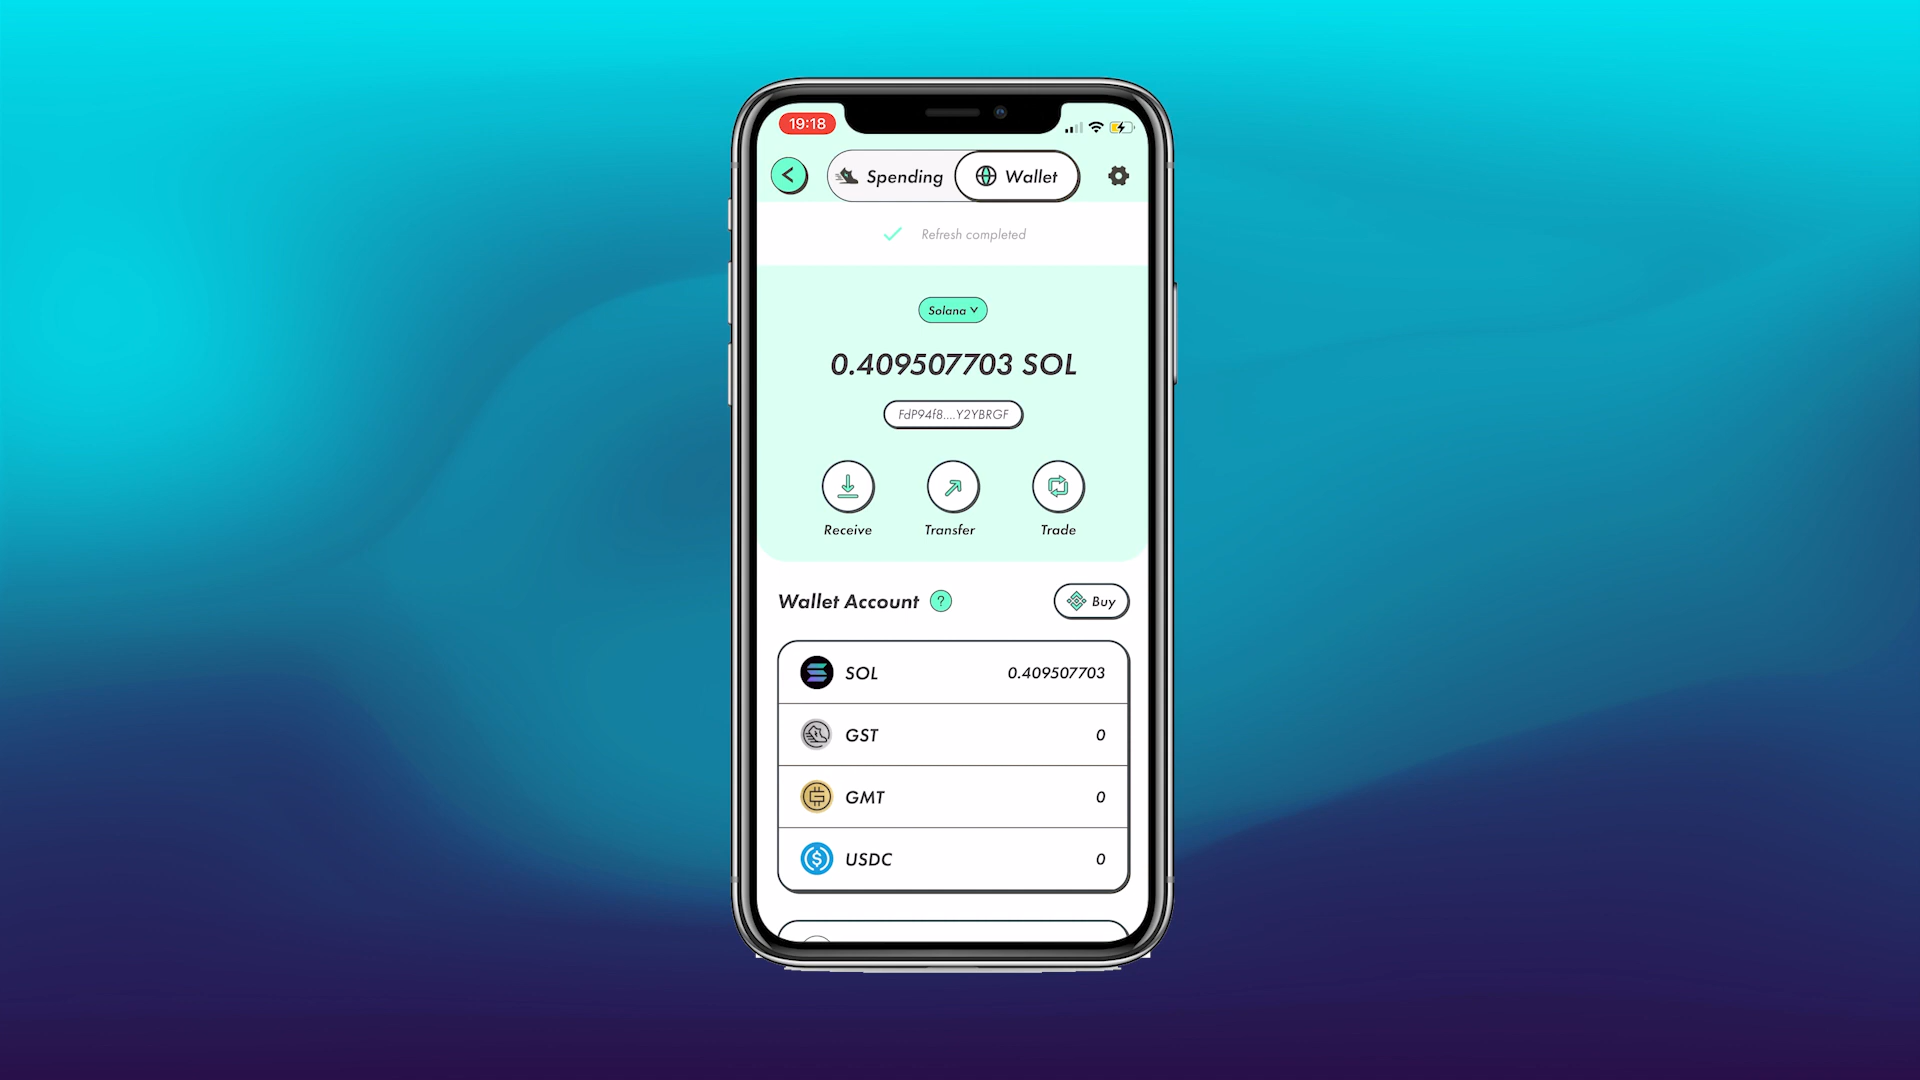 19:18
Spending
Wallet
Refresh completed
Solana
0.409507703 SOL
FdP94f8....Y2YBRGF
Receive
Transfer
Trade
Wallet Account ?
Buy
SOL 0.409507703
GST 0
GMT 0
USDC 0